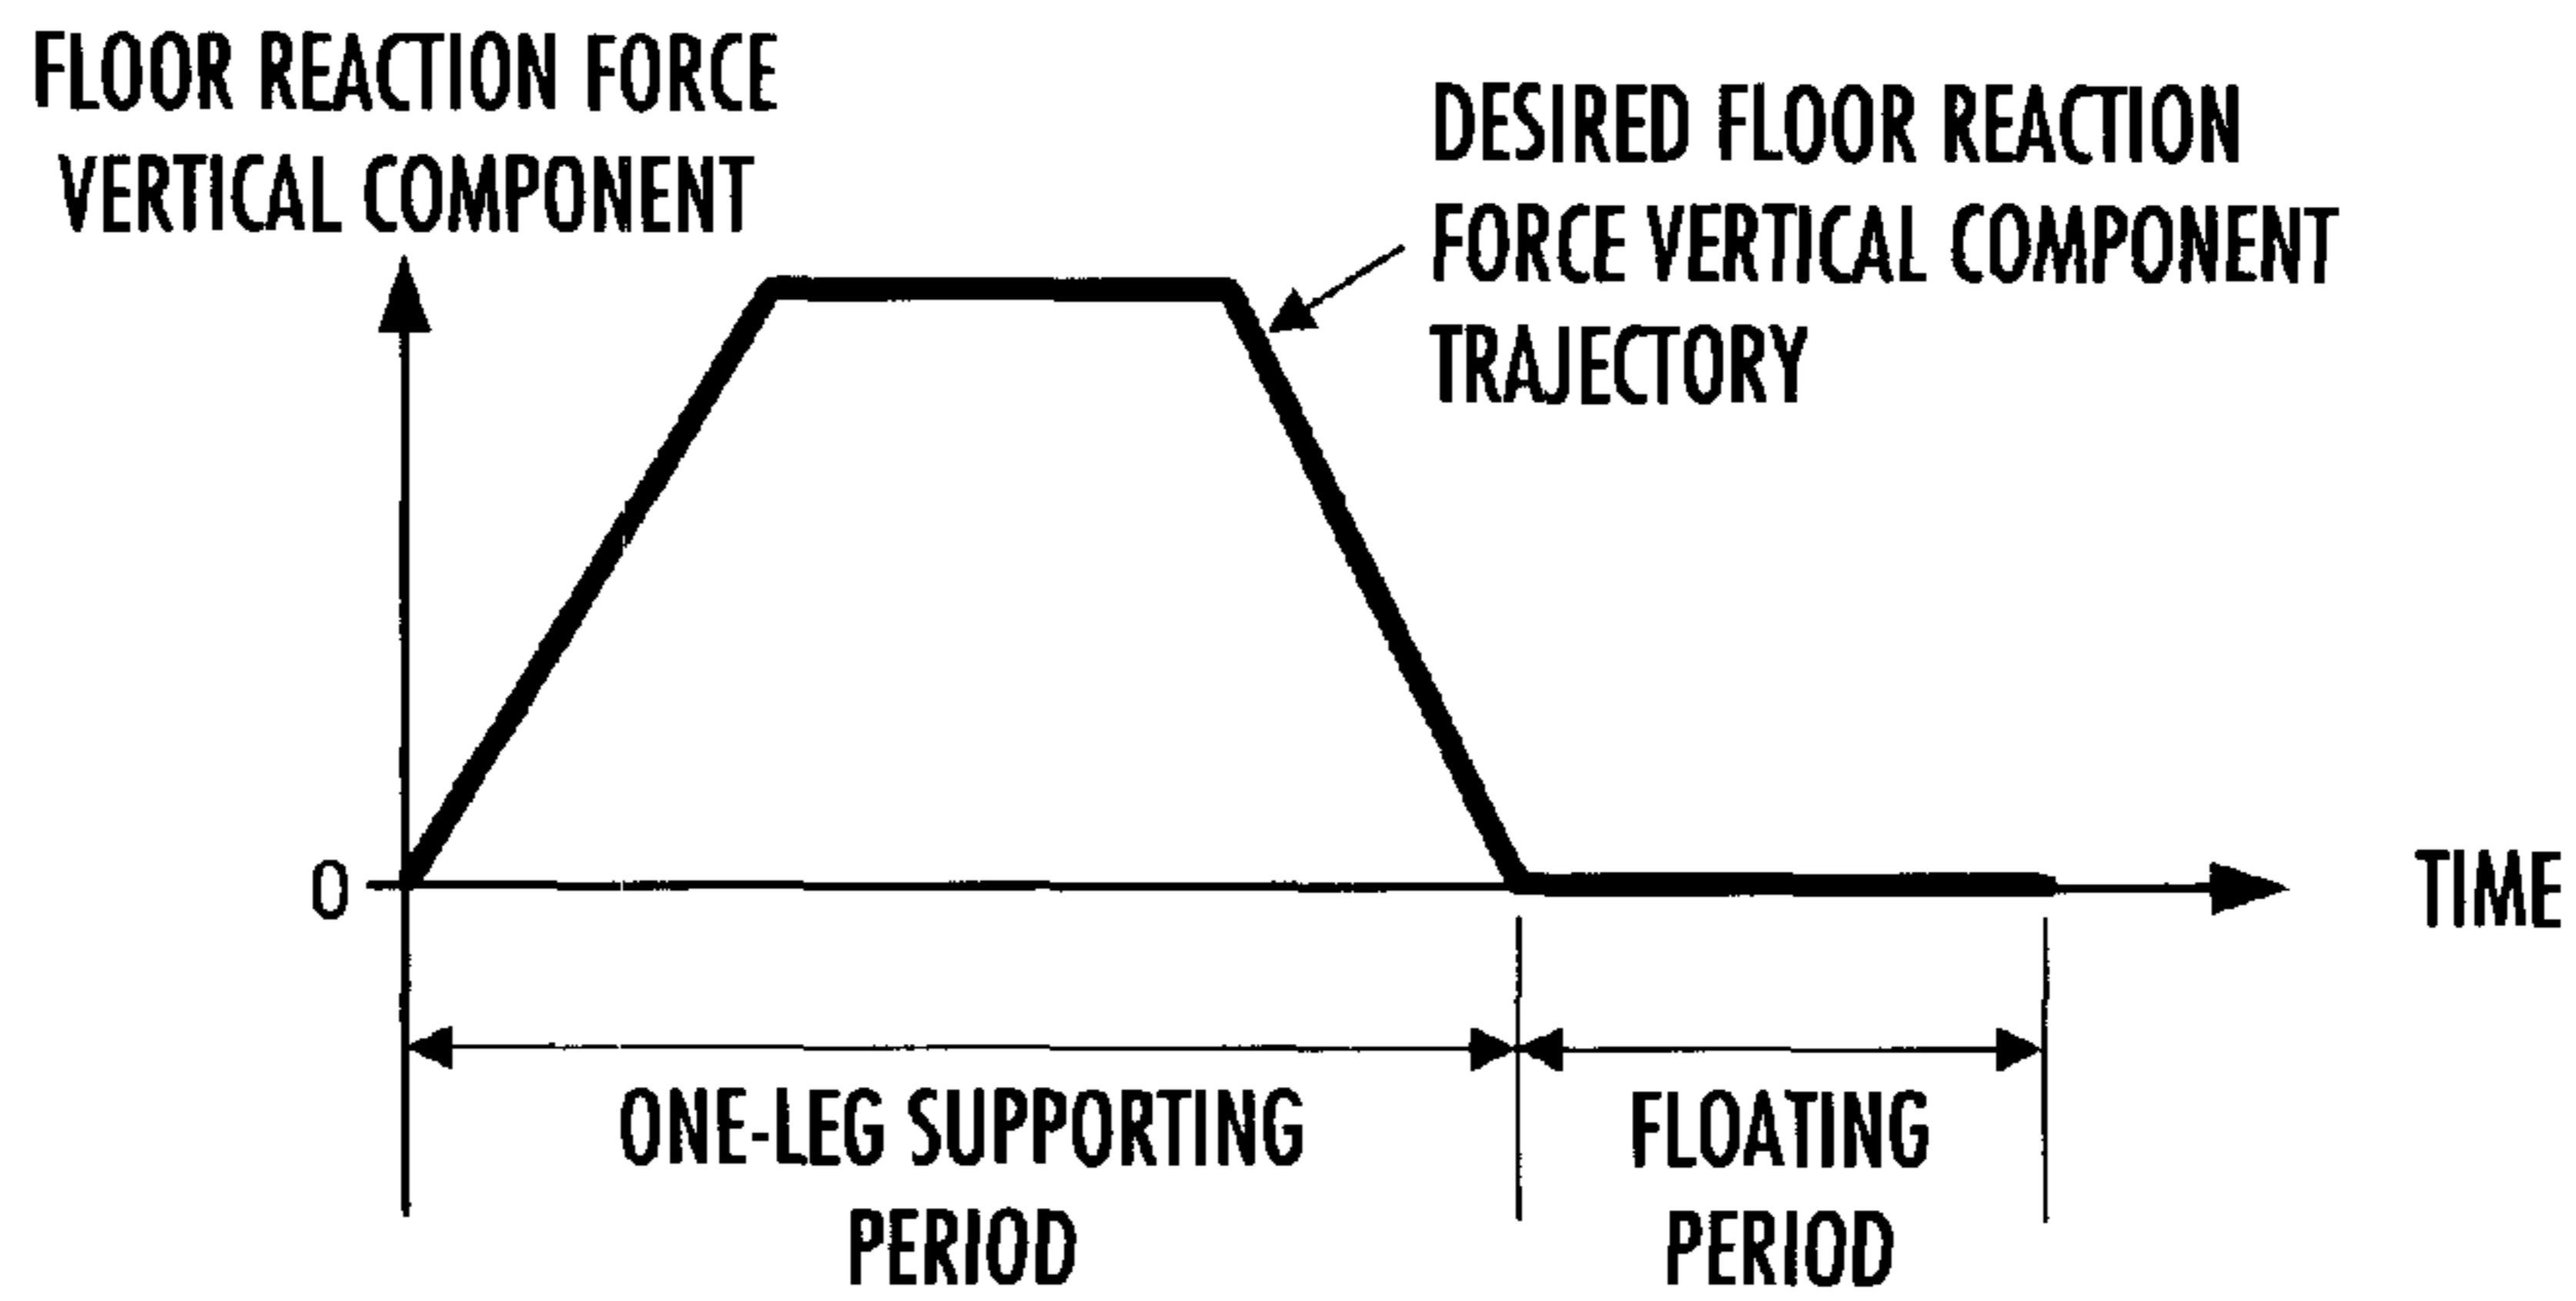 FLOOR REACTION FORCE
VERTICAL COMPONENT
DESIRED FLOOR REACTION
FORCE VERTICAL COMPONENT
TRAJECTORY
0
TIME
ONE-LEG SUPPORTING
PERIOD
FLOATING
PERIOD